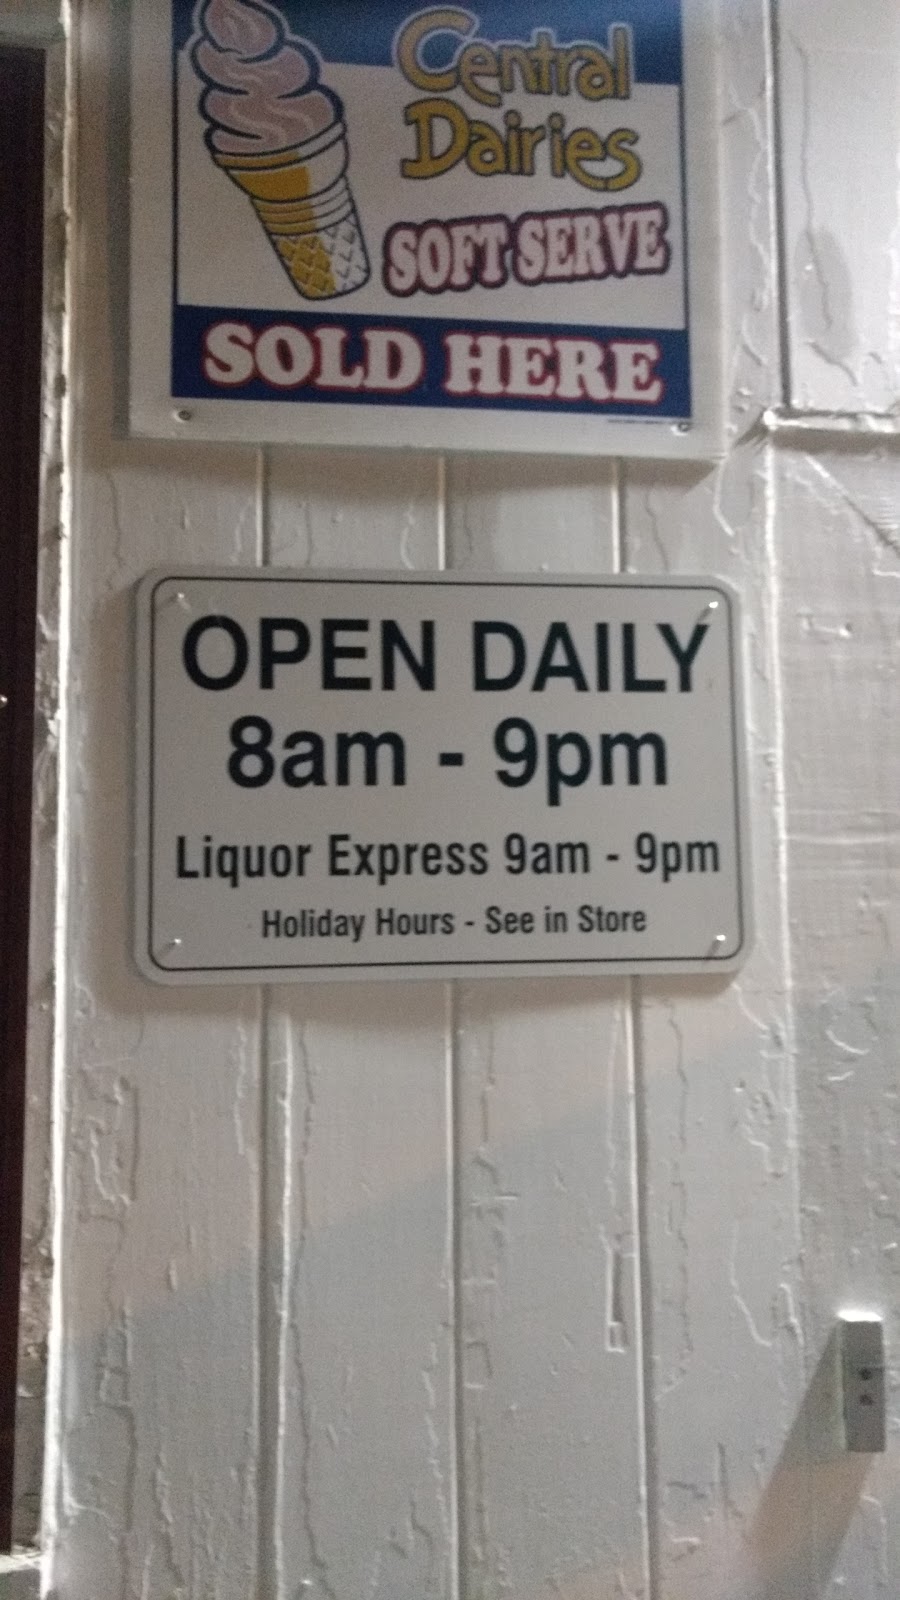 Central
Dairies
SOFT SERVE
SOLD HERE
OPEN DAILY
8am - 9pm
Liquor Express 9am - 9pm
Holiday Hours - See in Store